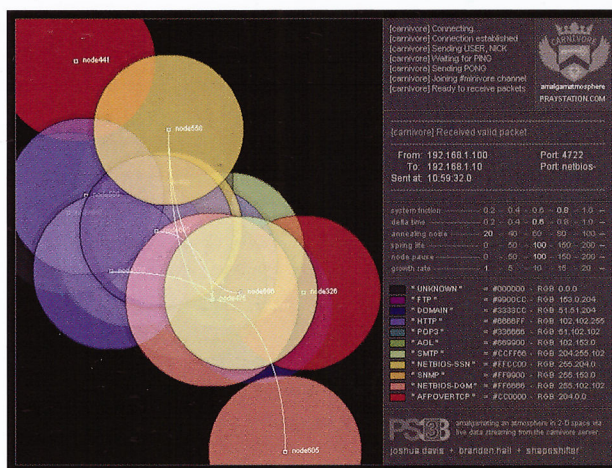 node441
node550
node326
node605
[carnivore] Connecting...
[carnivore] Connection established
[carnivore] Sending USER, NICK
[carnivore] Waiting for PING
[carnivore] Sending PONG
[carnivore] Joining #minivore channel
[carnivore] Ready to receive packets
CARNIVORE
amalgamatmosphere
PRAYSTATION.COM
[carnivore] Received valid packet
From: 192.168.1.100 Port: 4722
To: 192.168.1.10 Port: netbios-
Sent at: 10:59:32.0
system friction 0.2 - 0.4 - 0.6 - 0.8 - 1.0
delta time 0.2 - 0.4 - 0.6 - 0.8 - 1.0
annealing node 20 40 60 80 100
spring life 0 - 50 - 100 - 150 - 200
node pause 0 - 50 - 100 - 150 - 200
growth rate 1 5 10 15 20
" UNKNOWN " = #000000 - RGB 0.0.0
" FTP " = #9900CC - RGB 153.0.204
" DOMAIN " = #3333CC - RGB 51.51.204
" HTTP " = #6666FF - RGB 102.102.255
" POP3 " = #336666 - RGB 51.102.102
" AOL " = #669900 - RGB 102.153.0
" SMTP " = #CCFF66 - RGB 204.255.102
" NETBIOS-SSN " = #FFCC00 - RGB 255.204.0
" SNMP " = #FF9900 - RGB 255.153.0
" NETBIOS-DGM " = #FF6666 - RGB 255.102.102
" AFPOVERTCP " = #CC0000 - RGB 204.0.0
PS3B
amalgamating an atmosphere in 2-D space via
live data streaming from the carnivore server.
joshua davis + branden hall + shapeshifter